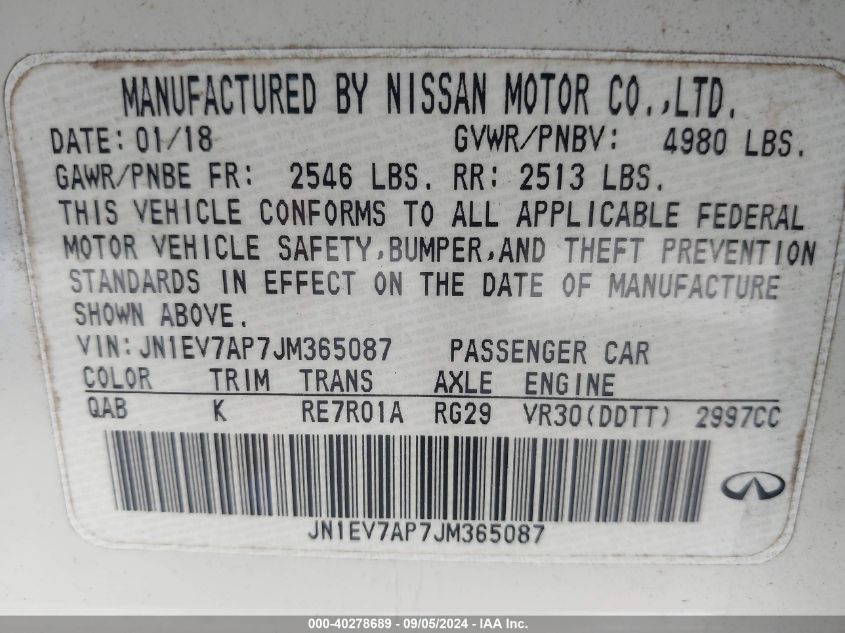 MANUFACTURED BY NISSAN MOTOR CO.,LTD.
DATE: 01/18 GVWR/PNBV: 4980 LBS.
GAWR/PNBE FR: 2546 LBS. RR: 2513 LBS.
THIS VEHICLE CONFORMS TO ALL APPLICABLE FEDERAL
MOTOR VEHICLE SAFETY,BUMPER,AND THEFT PREVENTION
STANDARDS IN EFFECT ON THE DATE OF MANUFACTURE
SHOWN ABOVE.
VIN:JN1EV7AP7JM365087 PASSENGER CAR
COLOR TRIM TRANS AXLE ENGINE
QAB K RE7R01A RG29 VR30(DDTT) 2997CC
JN1EV7AP7JM365087
000-40278689 - 09/05/2024 - IAA Inc.